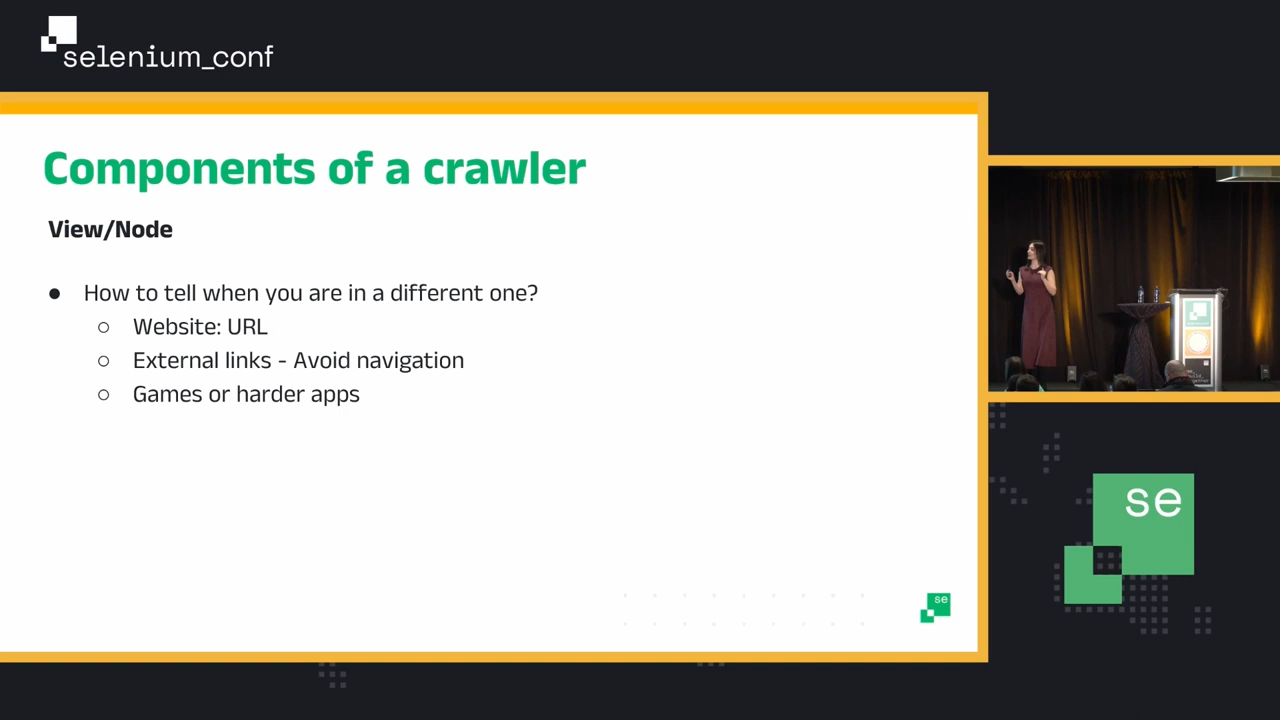 selenium_conf
Components of a crawler
View/Node
● How to tell when you are in a different one?
○ Website: URL
○ External links - Avoid navigation
○ Games or harder apps
se
se